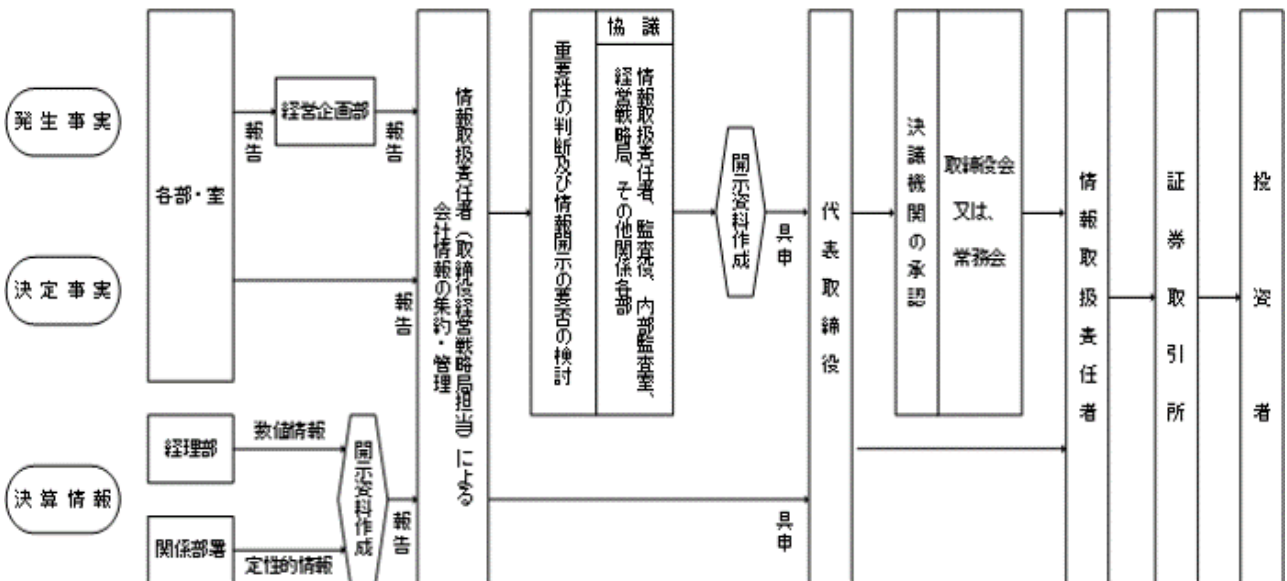 発生事実
決定事実
決算情報
各部・室
報告
経営企画部
報告
報告
経理部
数値情報
関係部署
定性的情報
開示資料作成
報告
情報取扱責任者（取締役経営戦略局担当）による
会社情報の集約・管理
重要性の判断及び情報開示の要否の検討
協議
情報取扱責任者、監査役、内部監査室、
経営戦略局、その他関係各部
開示資料作成
具申
具申
代表取締役
決議機関の承認
取締役会
又は、
常務会
情報取扱責任者
証券取引所
投資者